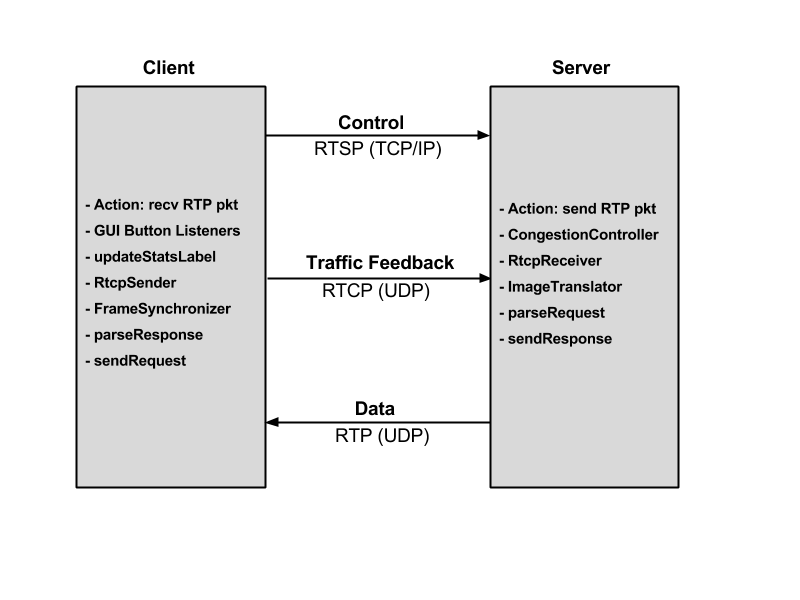 Client
Server
Control
RTSP (TCP/IP)
- Action: recv RTP pkt
- GUI Button Listeners
- updateStatsLabel
- RtcpSender
- FrameSynchronizer
- parseResponse
- sendRequest
Traffic Feedback
RTCP (UDP)
Data
RTP (UDP)
- Action: send RTP pkt
- CongestionController
- RtcpReceiver
- ImageTranslator
- parseRequest
- sendResponse